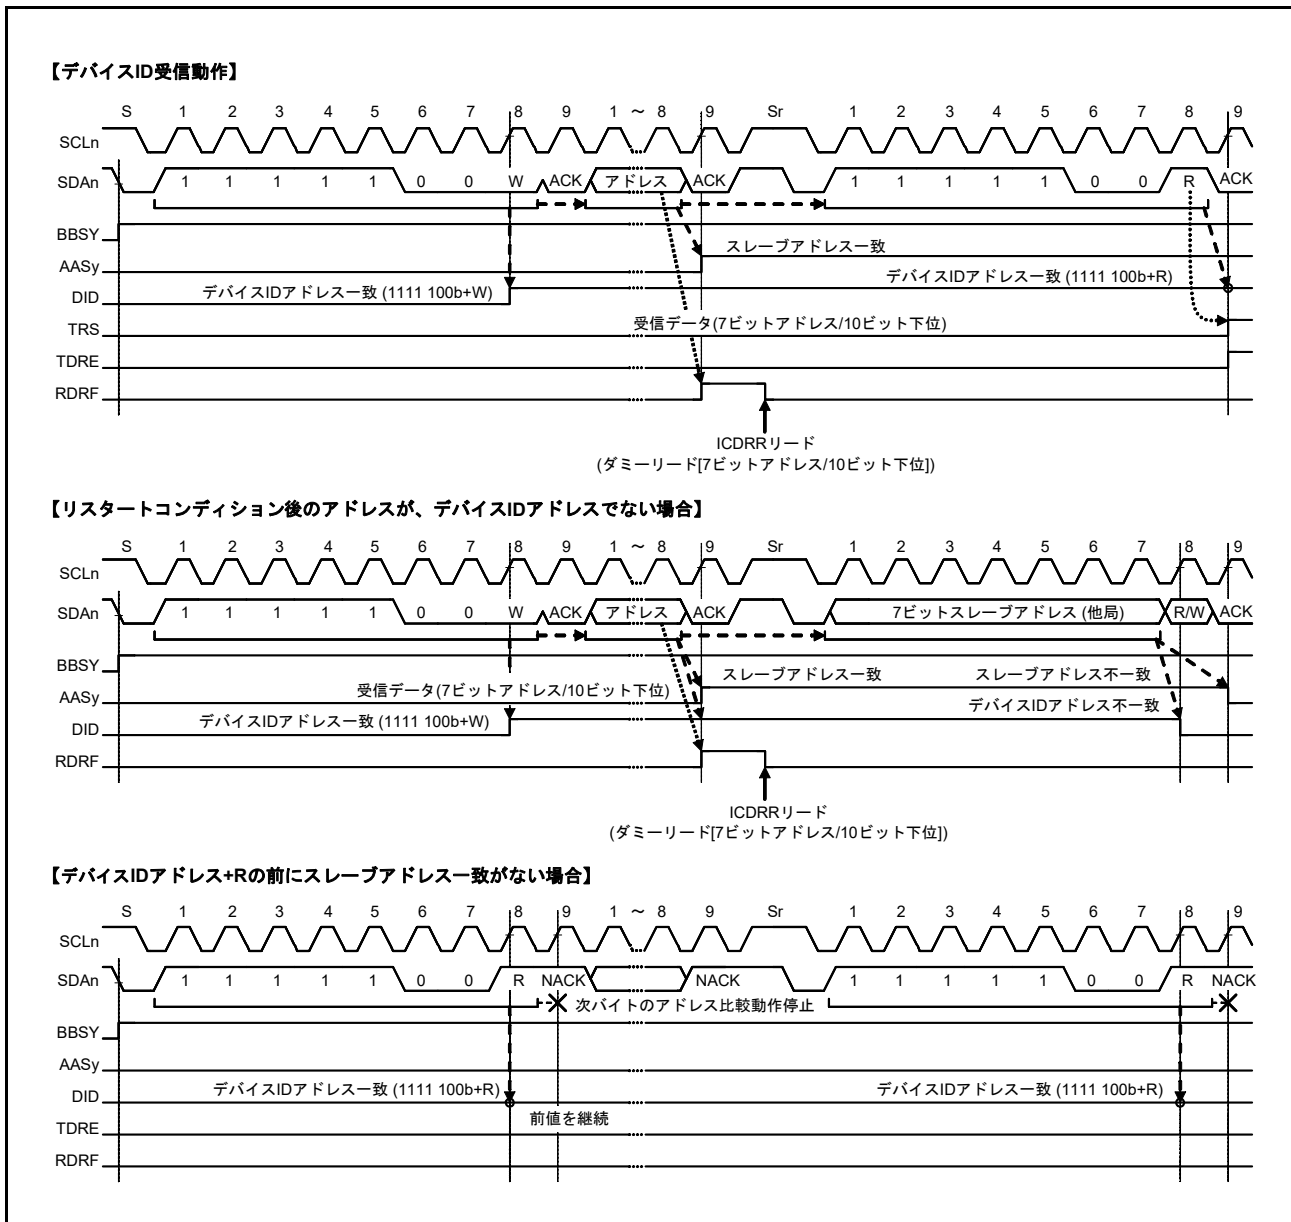 【デバイスID受信動作】
S 1 2 3 4 5 6 7 8 9 1 ～ 8 9 Sr 1 2 3 4 5 6 7 8 9
SCLn
SDAn 1 1 1 1 1 0 0 W ACK アドレス ACK 1 1 1 1 1 0 0 R ACK
BBSY
スレーブアドレス一致
AASy
デバイスIDアドレス一致 (1111 100b+W) デバイスIDアドレス一致 (1111 100b+R)
DID
受信データ(7ビットアドレス/10ビット下位)
TRS
TDRE
RDRF
ICDRRリード
(ダミーリード[7ビットアドレス/10ビット下位])
【リスタートコンディション後のアドレスが、デバイスIDアドレスでない場合】
S 1 2 3 4 5 6 7 8 9 1 ～ 8 9 Sr 1 2 3 4 5 6 7 8 9
SCLn
SDAn 1 1 1 1 1 0 0 W ACK アドレス ACK 7ビットスレーブアドレス (他局) R/W ACK
BBSY
スレーブアドレス一致 スレーブアドレス不一致
受信データ(7ビットアドレス/10ビット下位)
AASy
デバイスIDアドレス不一致
デバイスIDアドレス一致 (1111 100b+W)
DID
RDRF
ICDRRリード
(ダミーリード[7ビットアドレス/10ビット下位])
【デバイスIDアドレス+Rの前にスレーブアドレス一致がない場合】
S 1 2 3 4 5 6 7 8 9 1 ～ 8 9 Sr 1 2 3 4 5 6 7 8 9
SCLn
SDAn 1 1 1 1 1 0 0 R NACK NACK 1 1 1 1 1 0 0 R NACK
次バイトのアドレス比較動作停止
BBSY
AASy
デバイスIDアドレス一致 (1111 100b+R) デバイスIDアドレス一致 (1111 100b+R)
DID
前値を継続
TDRE
RDRF